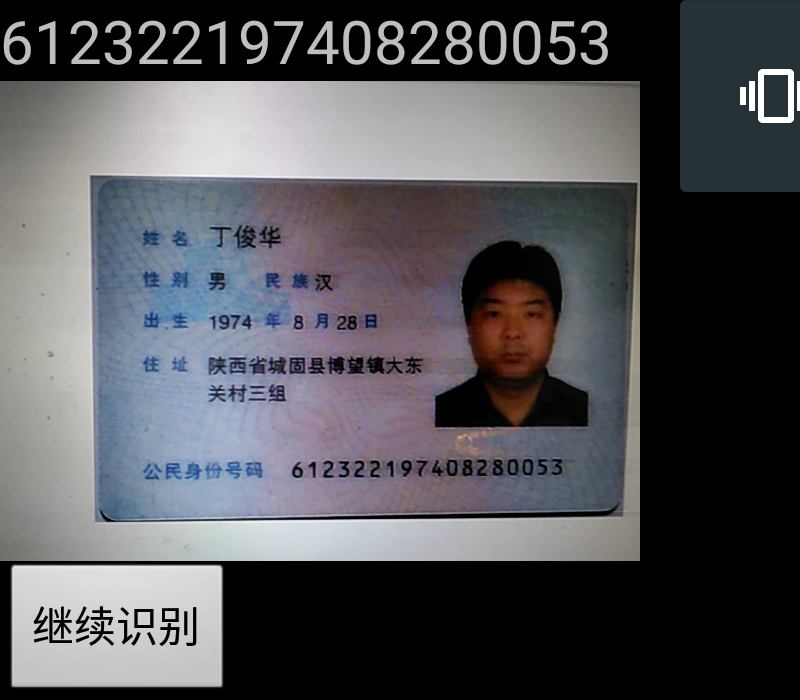 612322197408280053
姓名 丁俊华
性别 男 民族 汉
出生 1974 年 8 月 28 日
住址 陕西省城固县博望镇大东
关村三组
公民身份号码 612322197408280053
继续识别